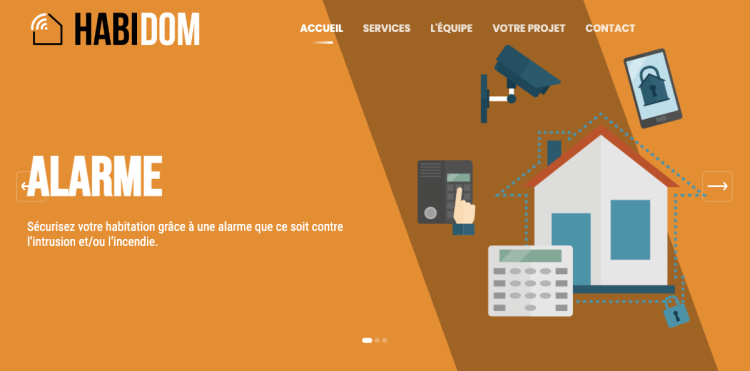 HABIDOM
ACCUEIL SERVICES L'ÉQUIPE VOTRE PROJET CONTACT
ALARME
Sécurisez votre habitation grâce à une alarme que ce soit contre
l'intrusion et/ou l'incendie.